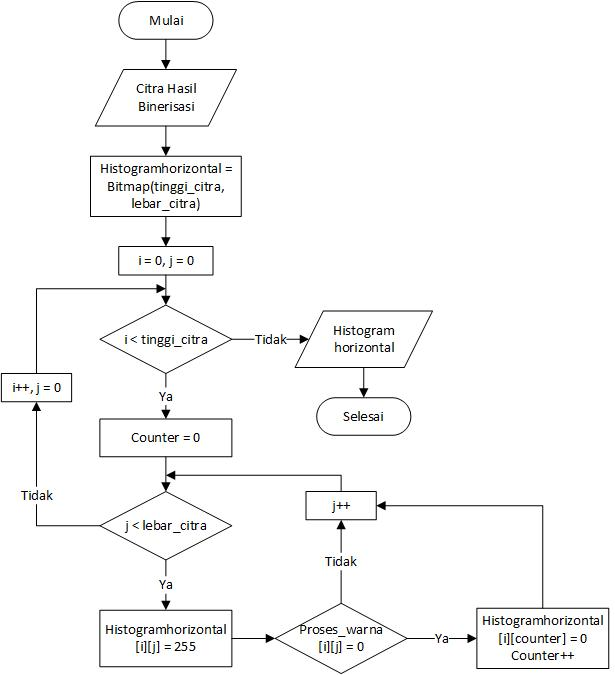 Mulai
Citra Hasil
Binerisasi
Histogramhorizontal =
Bitmap(tinggi_citra,
lebar_citra)
i = 0, j = 0
i < tinggi_citra
Tidak
Histogram
horizontal
Selesai
Ya
i++, j = 0
Counter = 0
Tidak
j < lebar_citra
j++
Ya
Tidak
Histogramhorizontal
[i][j] = 255
Proses_warna
[i][j] = 0
Ya
Histogramhorizontal
[i][counter] = 0
Counter++